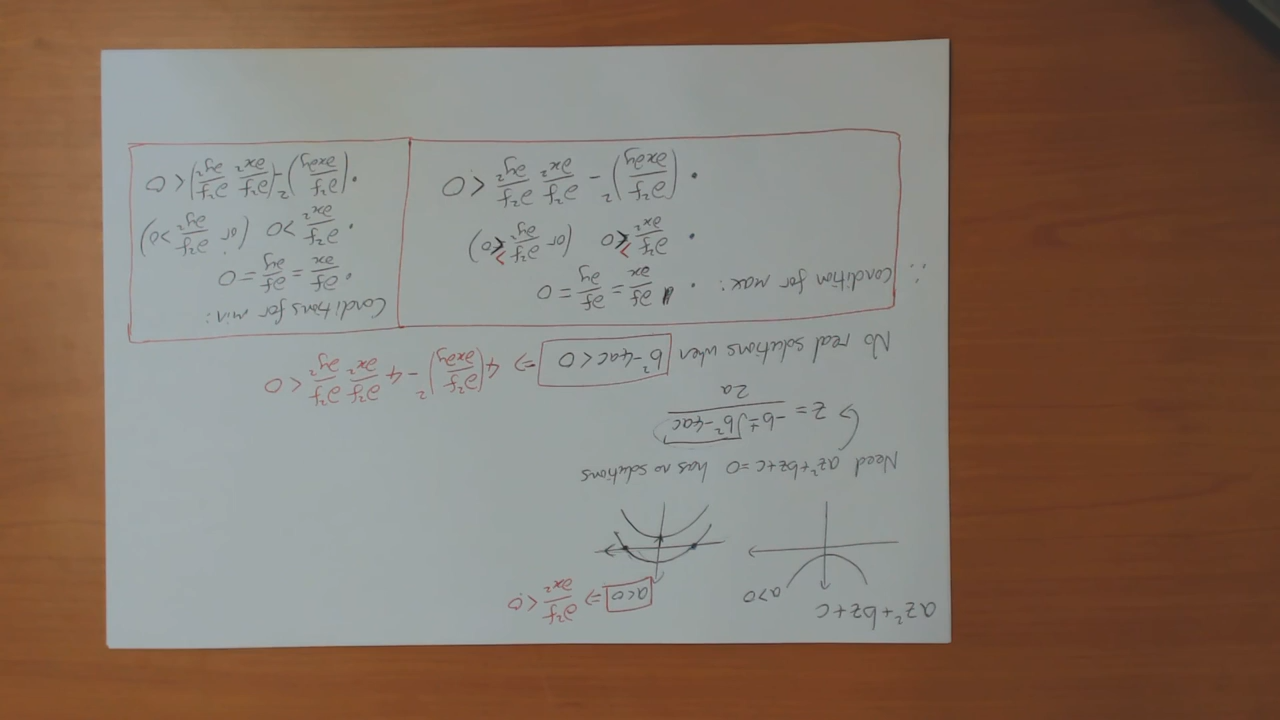 az²+bz+c
a>0
a<0 ⇒ ∂²f/∂x² < 0
Need az²+bz+c=0 has no solutions
↳ z = (-b±√(b²-4ac))/2a
No real solutions when b²-4ac<0 ⇒ 4(∂²f/∂x∂y)² - 4 ∂²f/∂x² ∂²f/∂y² < 0
∴ Condition for max: • ∂f/∂x = ∂f/∂y = 0
• ∂²f/∂x² < 0 (or ∂²f/∂y² < 0)
• (∂²f/∂x∂y)² - ∂²f/∂x² ∂²f/∂y² < 0
Conditions for min:
• ∂f/∂x = ∂f/∂y = 0
• ∂²f/∂x² > 0 (or ∂²f/∂y² > 0)
• (∂²f/∂x∂y)² - (∂²f/∂x² ∂²f/∂y²) < 0